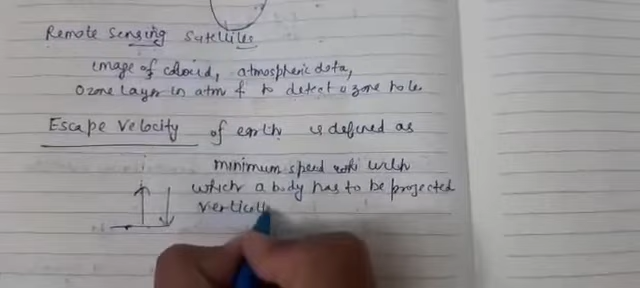 Remote Sensing Satellites
image of cloud, atmospheric data,
Ozone Layer in atm & to detect ozone hole
Escape Velocity of earth is defined as
minimum speed with
which a body has to be projected
vertically